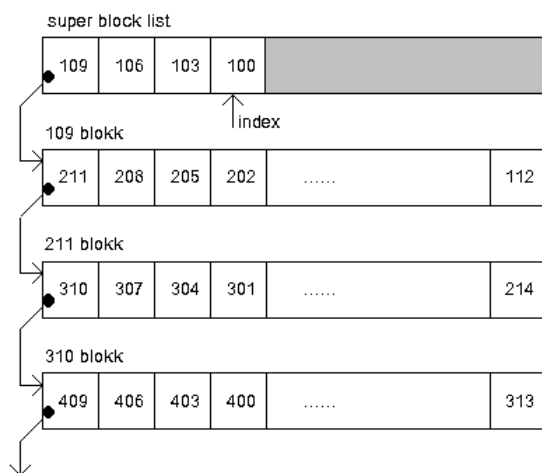 super block list
109 106 103 100
index
109 blokk
211 208 205 202 ...... 112
211 blokk
310 307 304 301 ...... 214
310 blokk
409 406 403 400 ...... 313